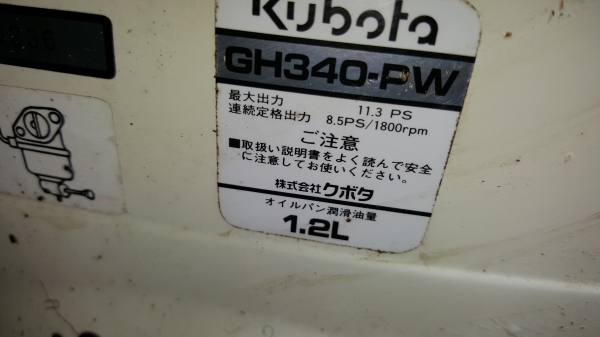 Kubota
GH340-PW
最大出力 11.3 PS
連続定格出力 8.5PS/1800rpm
ご注意
■取扱い説明書をよく読んで安全
に注意してお使いください。
株式会社クボタ
オイルパン潤滑油量
1.2L